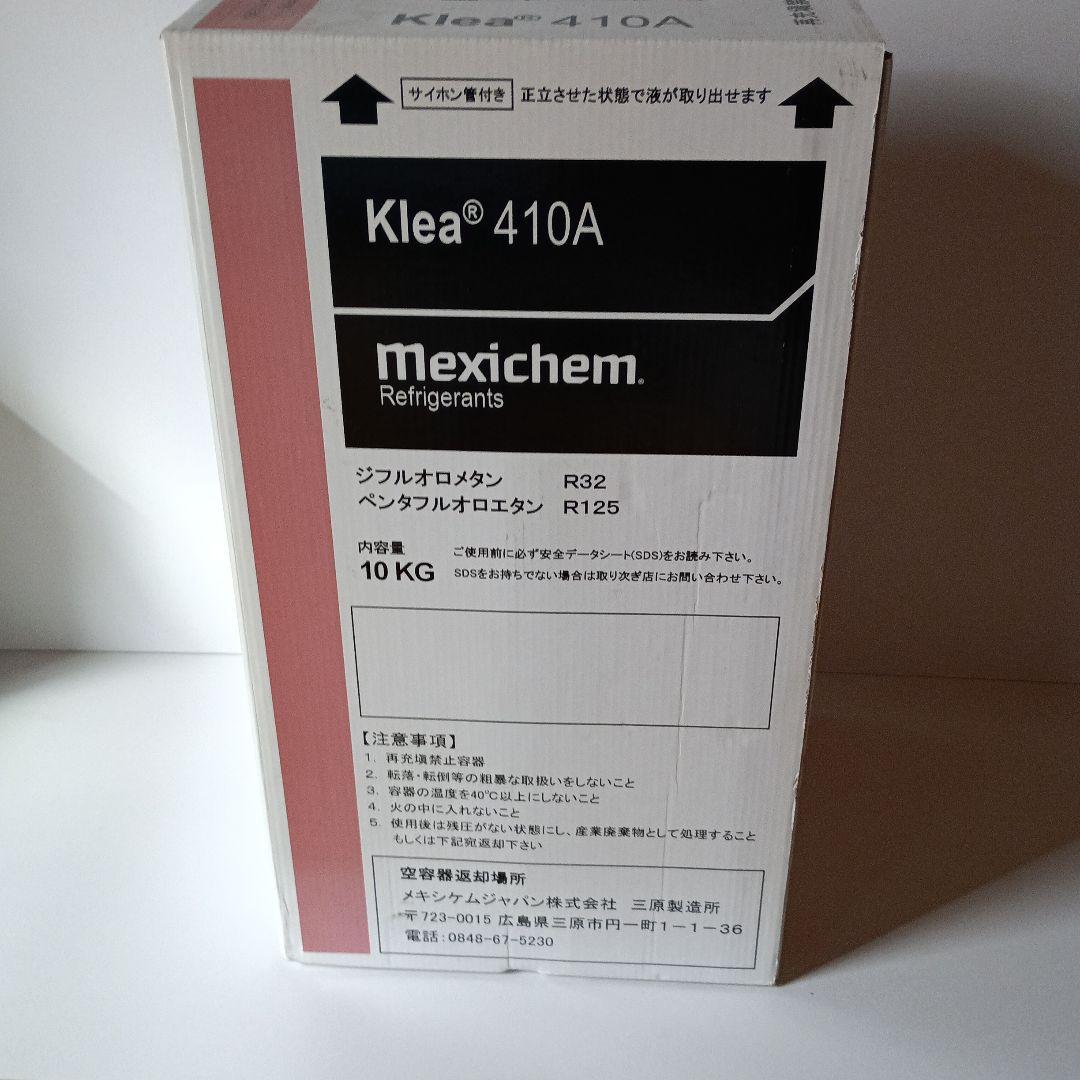 Klea® 410A
サイホン管付き 正立させた状態で液が取り出せます
Klea® 410A
mexichem.
Refrigerants
ジフルオロメタン R32
ペンタフルオロエタン R125
内容量
10 KG
ご使用前に必ず安全データシート(SDS)をお読み下さい。
SDSをお持ちでない場合は取り次ぎ店にお問い合わせ下さい。
【注意事項】
1. 再充塡禁止容器
2. 転落・転倒等の粗暴な取扱いをしないこと
3. 容器の温度を40℃以上にしないこと
4. 火の中に入れないこと
5. 使用後は残圧がない状態にし、産業廃棄物として処理すること
もしくは下記宛返却下さい
空容器返却場所
メキシケムジャパン株式会社 三原製造所
〒723-0015 広島県三原市円一町1-1-36
電話:0848-67-5230